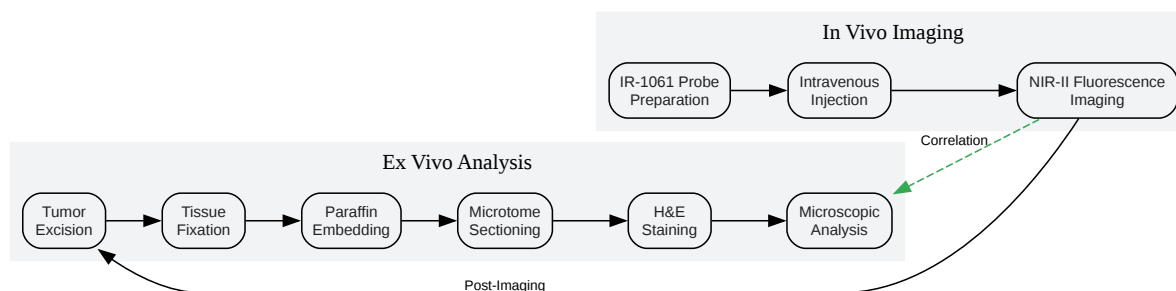 In Vivo Imaging
IR-1061 Probe
Preparation
Intravenous
Injection
NIR-II Fluorescence
Imaging
Correlation
Ex Vivo Analysis
Tumor
Excision
Tissue
Fixation
Paraffin
Embedding
Microtome
Sectioning
H&E
Staining
Microscopic
Analysis
Post-Imaging